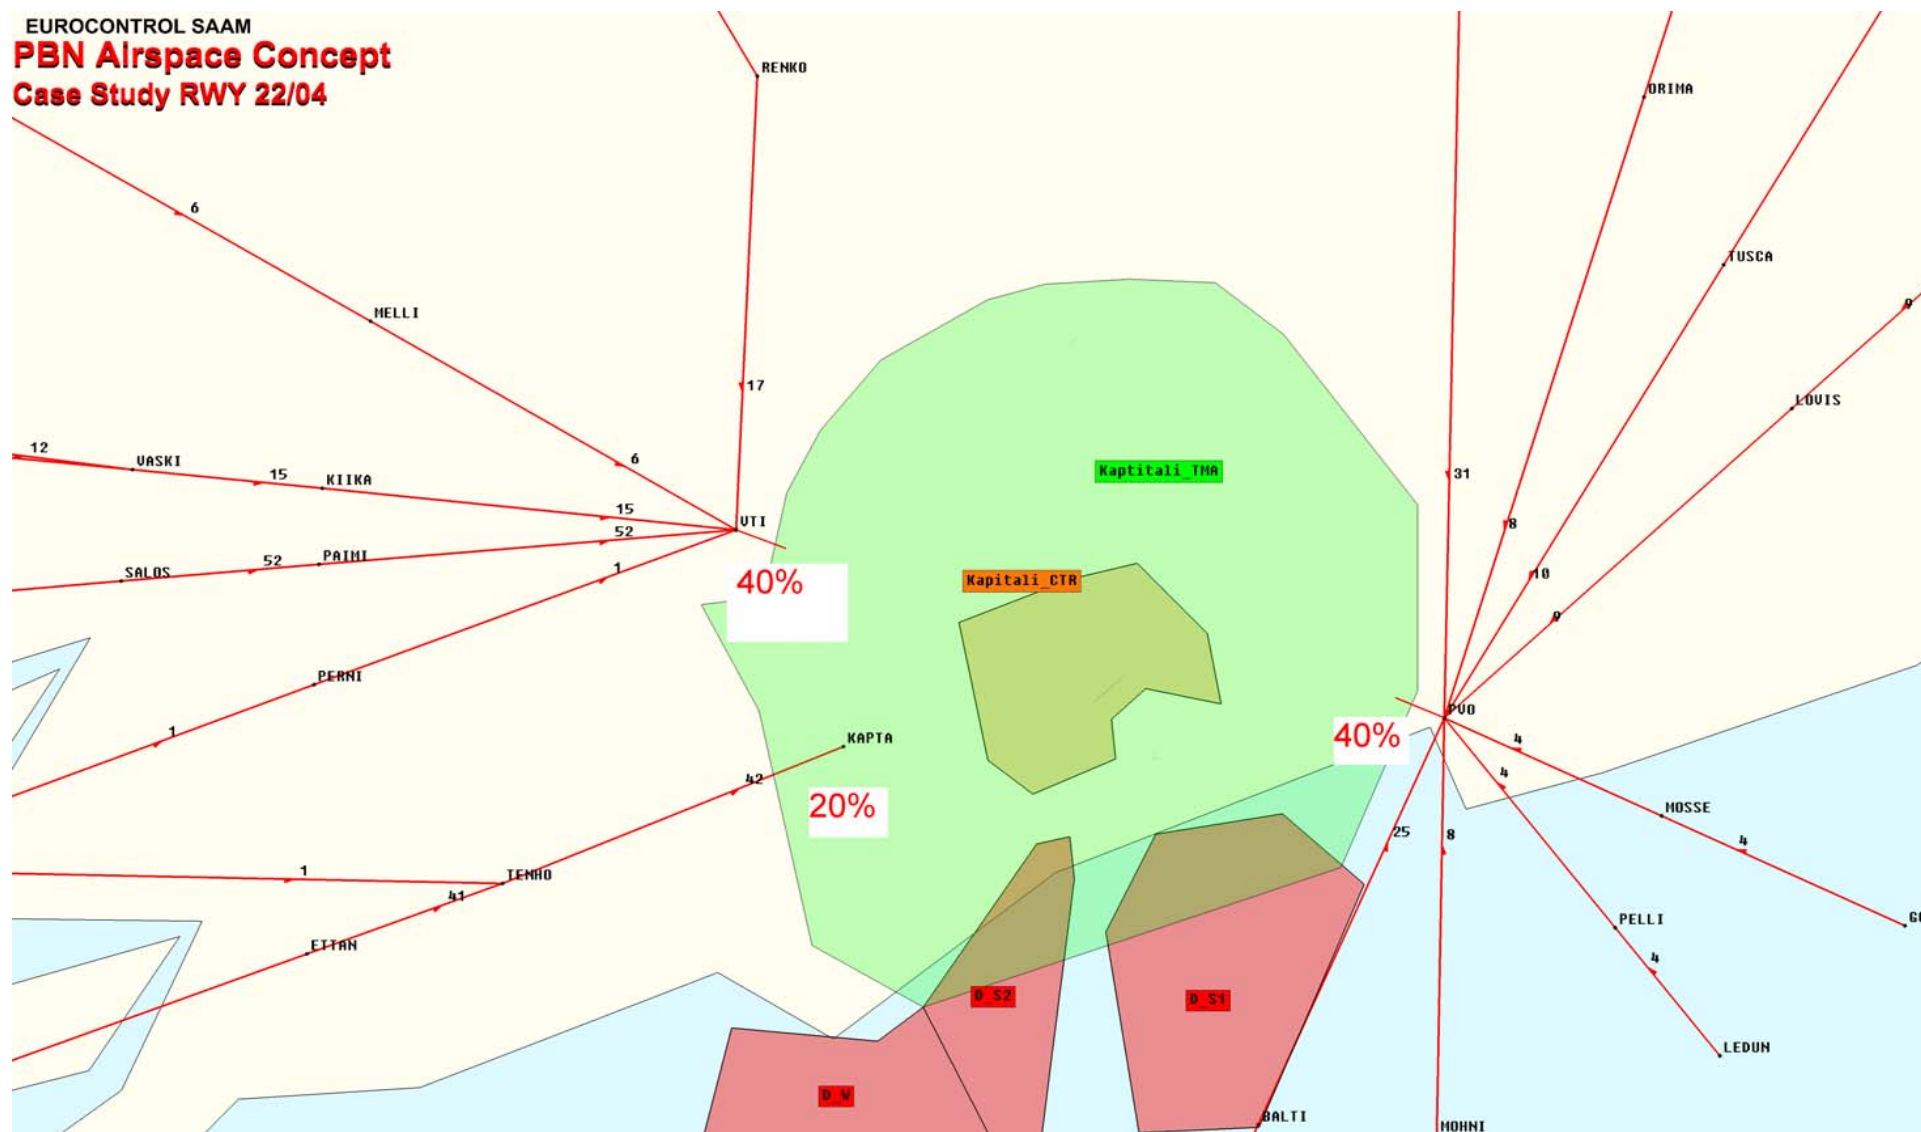 EUROCONTROL SAAM
PBN Airspace Concept
Case Study RWY 22/04
RENKO
ORIMA
6
TUSCA
9
MELLI
17
LOVIS
12
VASKI
15
KIIKA
6
Kaptitali_TMA
31
15
VTI
8
52
SALOS
52
PAIMI
1
40%
Kapitali_CTR
10
9
PERNI
1
KAPTA
42
20%
40%
PVO
4
4
MOSSE
25
8
4
1
TENHO
41
ETTAN
PELLI
4
D_S2
D_S1
LEDUN
D_W
BALTI
MOHNI